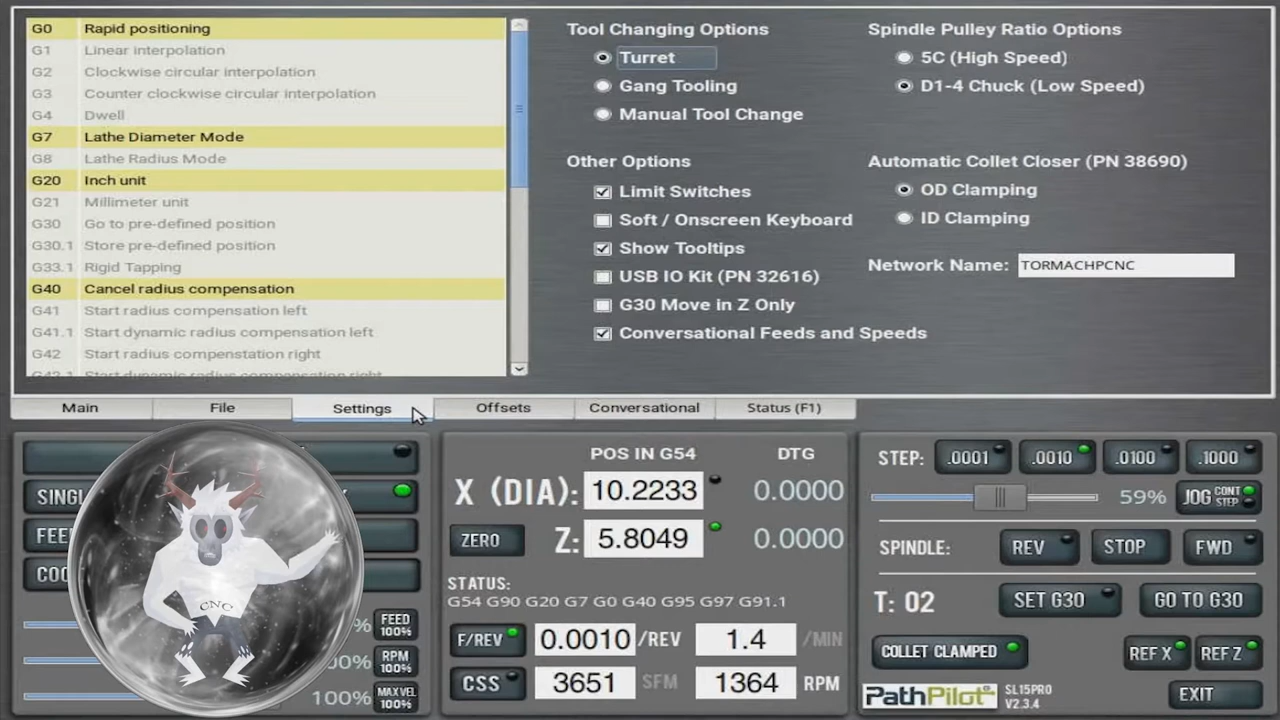 G0 Rapid positioning
G1 Linear interpolation
G2 Clockwise circular interpolation
G3 Counter clockwise circular interpolation
G4 Dwell
G7 Lathe Diameter Mode
G8 Lathe Radius Mode
G20 Inch unit
G21 Millimeter unit
G30 Go to pre-defined position
G30.1 Store pre-defined position
G33.1 Rigid Tapping
G40 Cancel radius compensation
G41 Start radius compensation left
G41.1 Start dynamic radius compensation left
G42 Start radius compenstation right
G42.1 Start dynamic radius compensation right
Tool Changing Options
Turret
Gang Tooling
Manual Tool Change
Spindle Pulley Ratio Options
5C (High Speed)
D1-4 Chuck (Low Speed)
Other Options
Limit Switches
Soft / Onscreen Keyboard
Show Tooltips
USB IO Kit (PN 32616)
G30 Move in Z Only
Conversational Feeds and Speeds
Automatic Collet Closer (PN 38690)
OD Clamping
ID Clamping
Network Name: TORMACHPCNC
Main File Settings Offsets Conversational Status (F1)
SINGL
FEE
COO
FEED 100%
RPM 100%
100% MAX VEL 100%
CNC
POS IN G54 DTG
X (DIA): 10.2233 0.0000
ZERO Z: 5.8049 0.0000
STATUS:
G54 G90 G20 G7 G0 G40 G95 G97 G91.1
F/REV 0.0010 /REV 1.4 /MIN
CSS 3651 SFM 1364 RPM
STEP: .0001 .0010 .0100 .1000
59% JOG CONT STEP
SPINDLE: REV STOP FWD
T: 02 SET G30 GO TO G30
COLLET CLAMPED REF X REF Z
PathPilot SL15PRO V2.3.4 EXIT